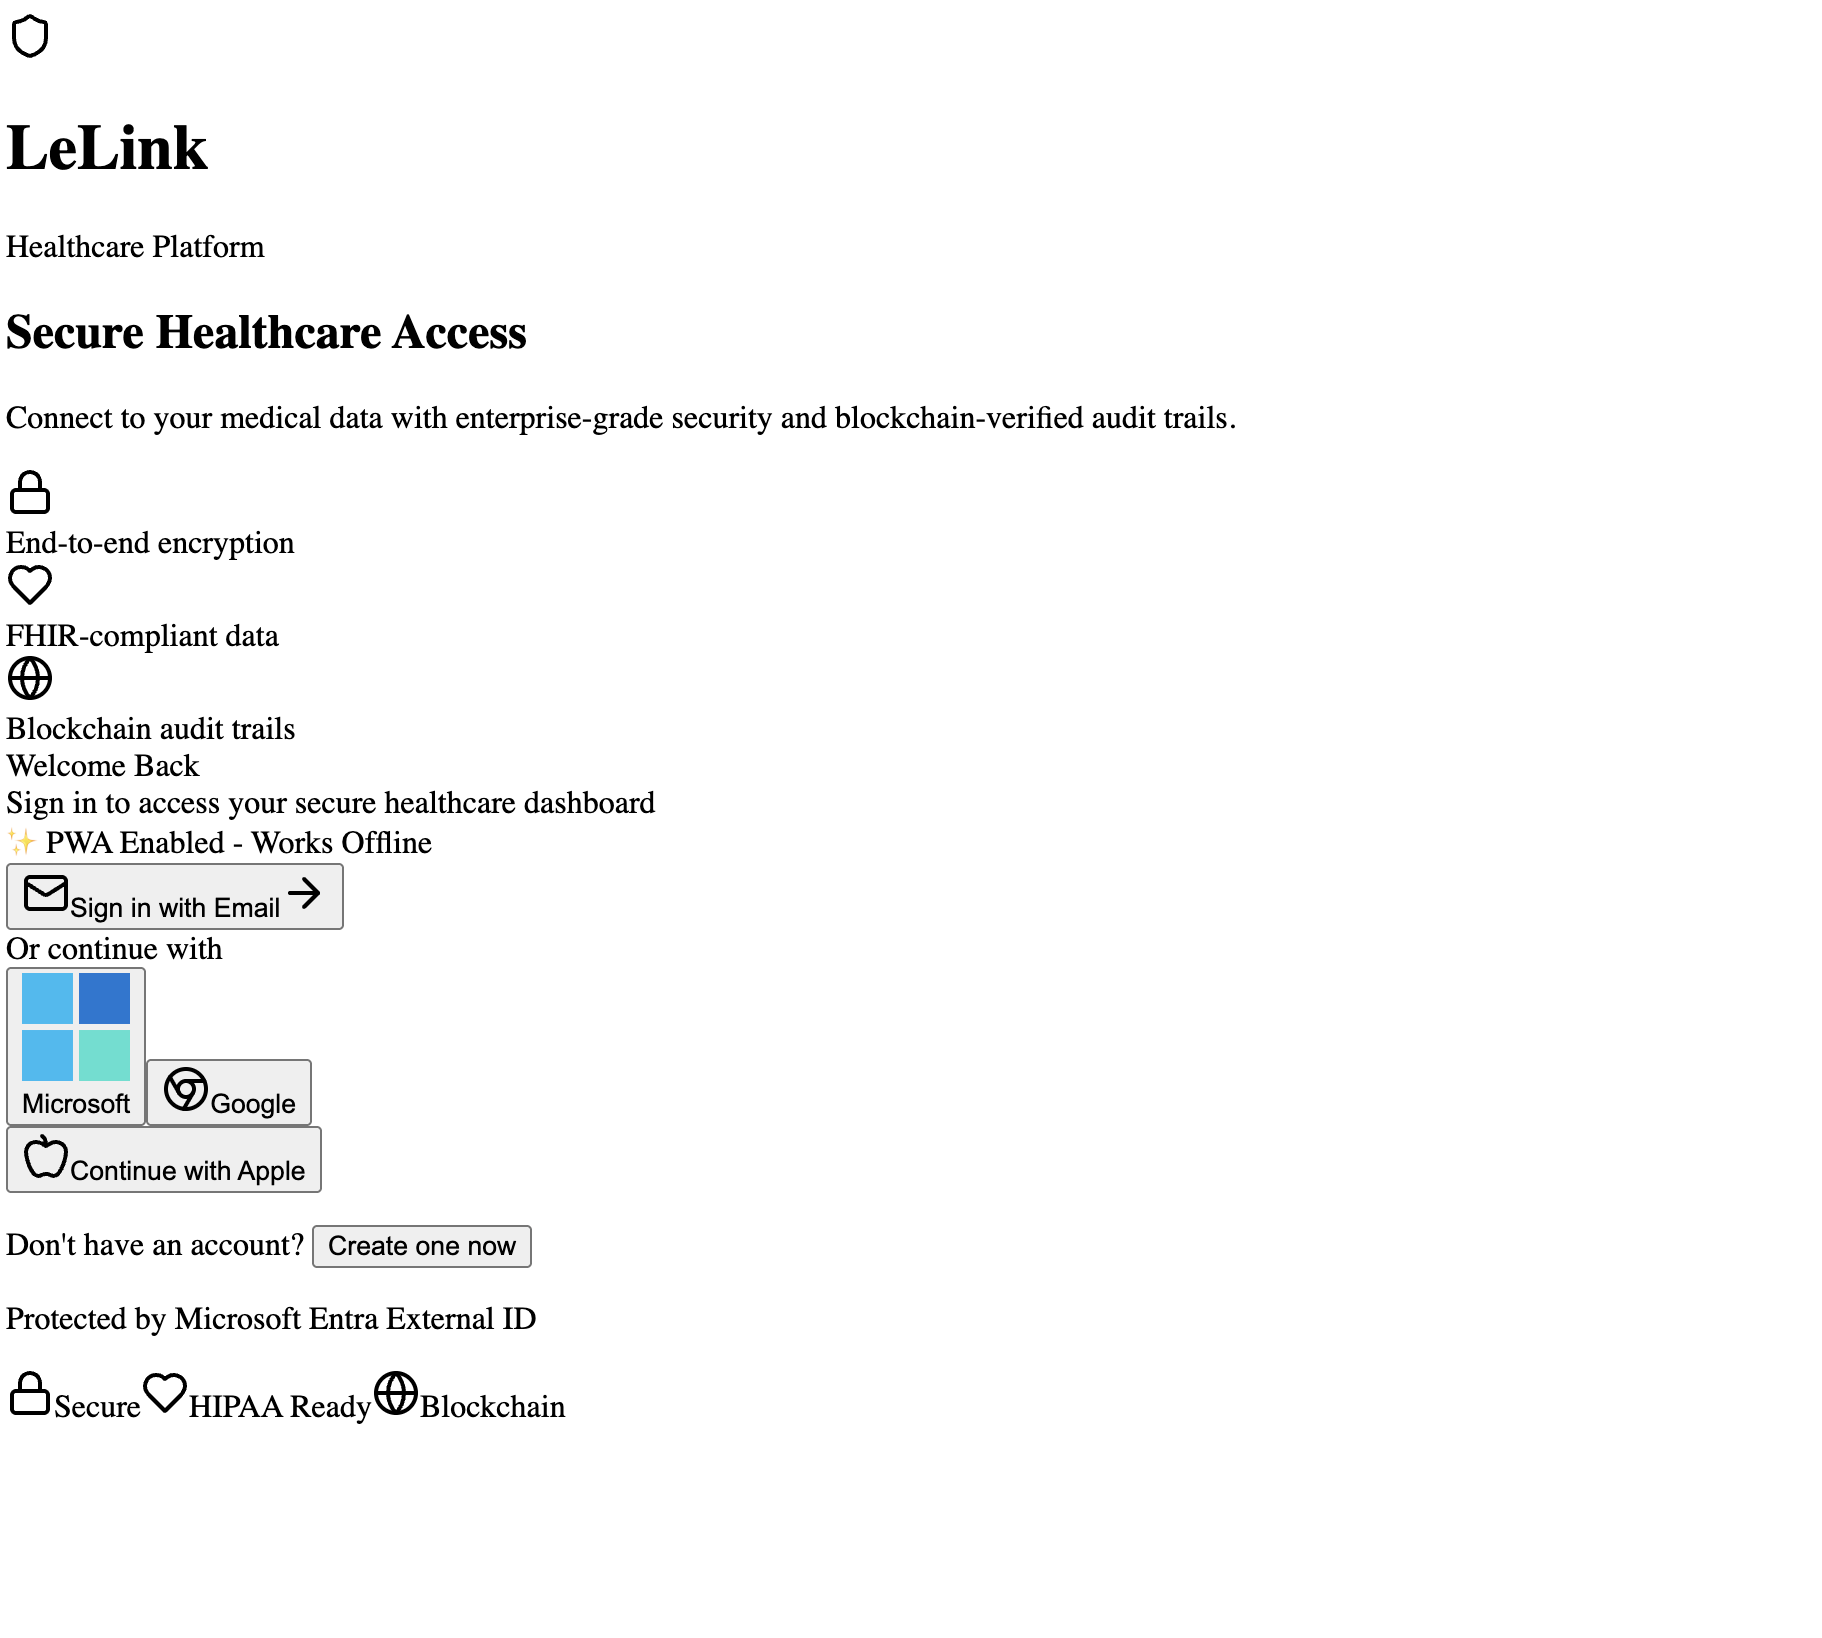 LeLink
Healthcare Platform
Secure Healthcare Access
Connect to your medical data with enterprise-grade security and blockchain-verified audit trails.
End-to-end encryption
FHIR-compliant data
Blockchain audit trails
Welcome Back
Sign in to access your secure healthcare dashboard
✨ PWA Enabled - Works Offline
Sign in with Email
Or continue with
Microsoft Google
Continue with Apple
Don't have an account? Create one now
Protected by Microsoft Entra External ID
Secure HIPAA Ready Blockchain